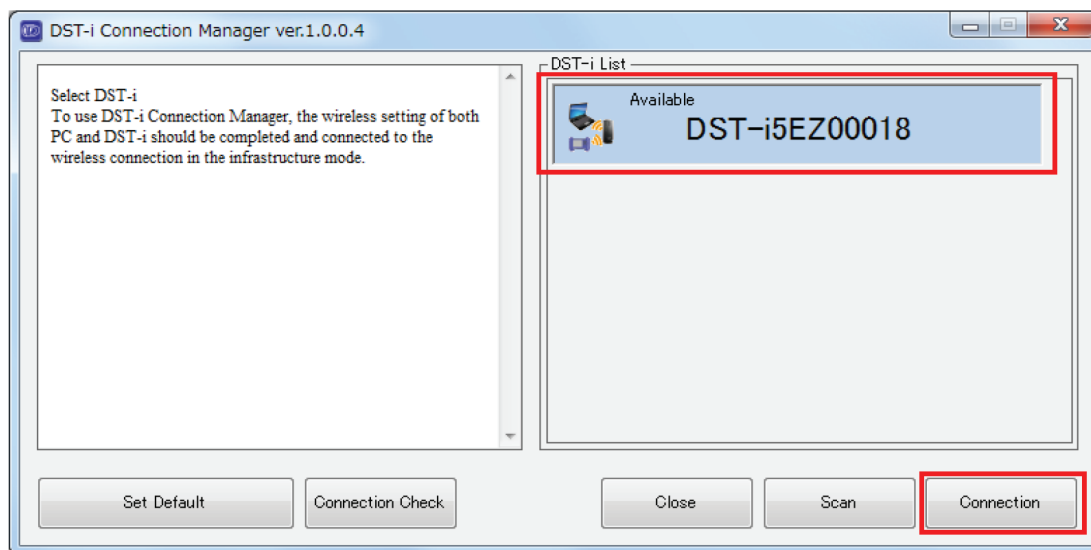 DST-i Connection Manager ver.1.0.0.4
Select DST-i
To use DST-i Connection Manager, the wireless setting of both
PC and DST-i should be completed and connected to the
wireless connection in the infrastructure mode.
DST-i List
Available
DST-i5EZ00018
Set Default
Connection Check
Close
Scan
Connection